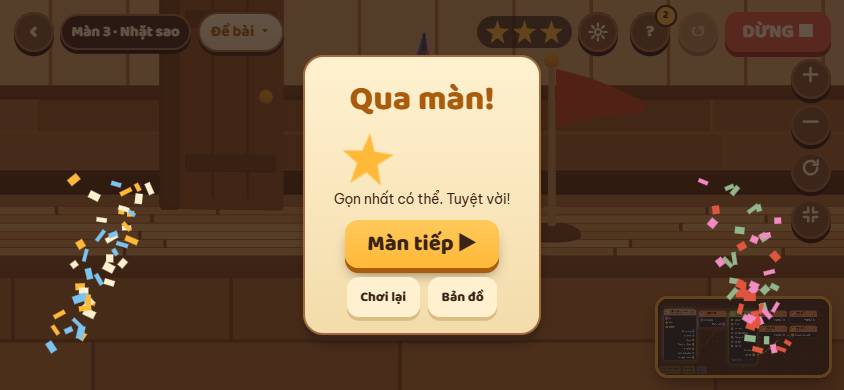 Màn 3 · Nhặt sao
Đề bài
2
?
DỪNG
Qua màn!
Gọn nhất có thể. Tuyệt vời!
Màn tiếp
Chơi lại
Bản đồ